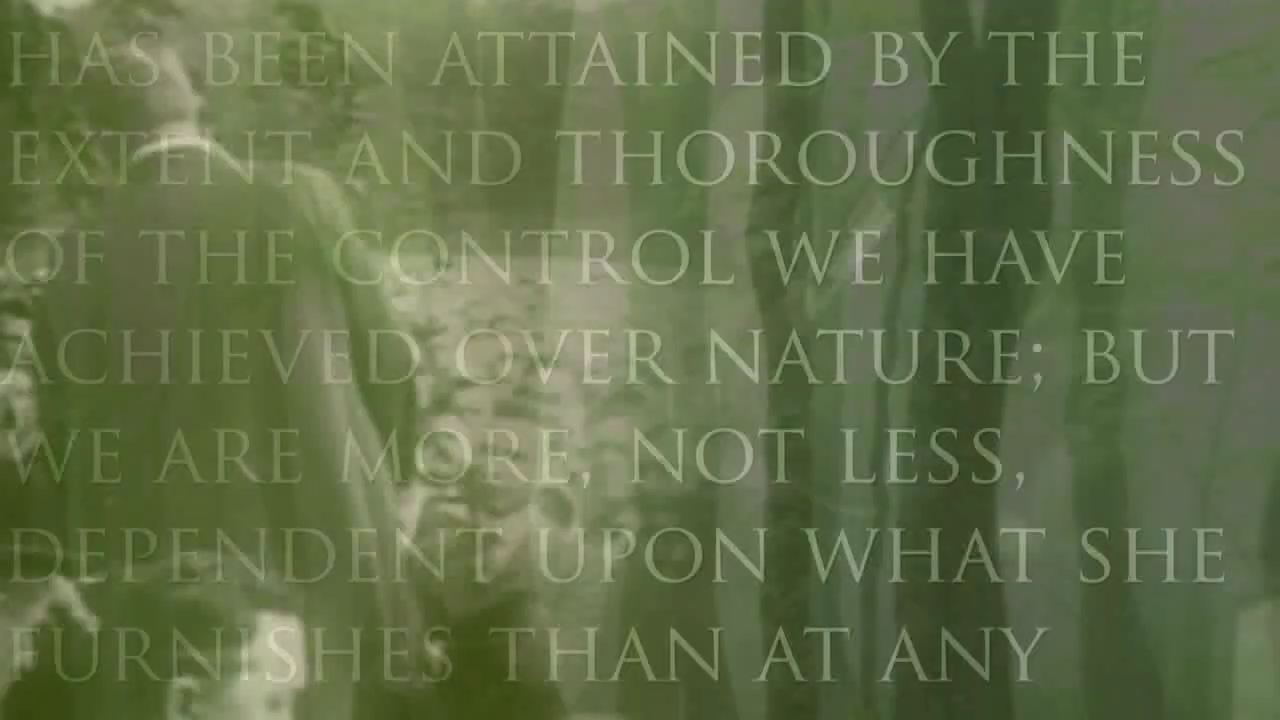 HAS BEEN ATTAINED BY THE
EXTENT AND THOROUGHNESS
OF THE CONTROL WE HAVE
ACHIEVED OVER NATURE; BUT
WE ARE MORE, NOT LESS,
DEPENDENT UPON WHAT SHE
FURNISHES THAN AT ANY